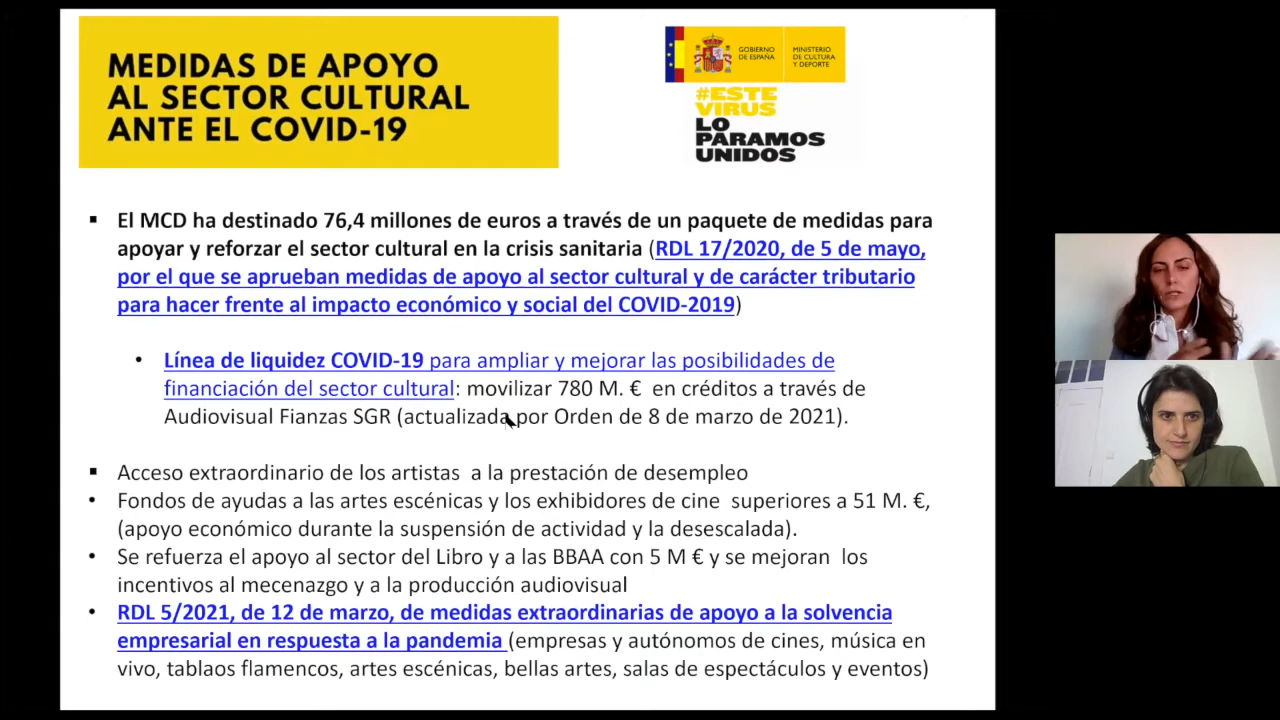 MEDIDAS DE APOYO
AL SECTOR CULTURAL
ANTE EL COVID-19
GOBIERNO
DE ESPAÑA
MINISTERIO
DE CULTURA
Y DEPORTE
#ESTE
VIRUS
LO
PARAMOS
UNIDOS
▪ El MCD ha destinado 76,4 millones de euros a través de un paquete de medidas para
apoyar y reforzar el sector cultural en la crisis sanitaria (RDL 17/2020, de 5 de mayo,
por el que se aprueban medidas de apoyo al sector cultural y de carácter tributario
para hacer frente al impacto económico y social del COVID-2019)
• Línea de liquidez COVID-19 para ampliar y mejorar las posibilidades de
financiación del sector cultural: movilizar 780 M. € en créditos a través de
Audiovisual Fianzas SGR (actualizada por Orden de 8 de marzo de 2021).
▪ Acceso extraordinario de los artistas a la prestación de desempleo
• Fondos de ayudas a las artes escénicas y los exhibidores de cine superiores a 51 M. €,
(apoyo económico durante la suspensión de actividad y la desescalada).
• Se refuerza el apoyo al sector del Libro y a las BBAA con 5 M € y se mejoran los
incentivos al mecenazgo y a la producción audiovisual
• RDL 5/2021, de 12 de marzo, de medidas extraordinarias de apoyo a la solvencia
empresarial en respuesta a la pandemia (empresas y autónomos de cines, música en
vivo, tablaos flamencos, artes escénicas, bellas artes, salas de espectáculos y eventos)